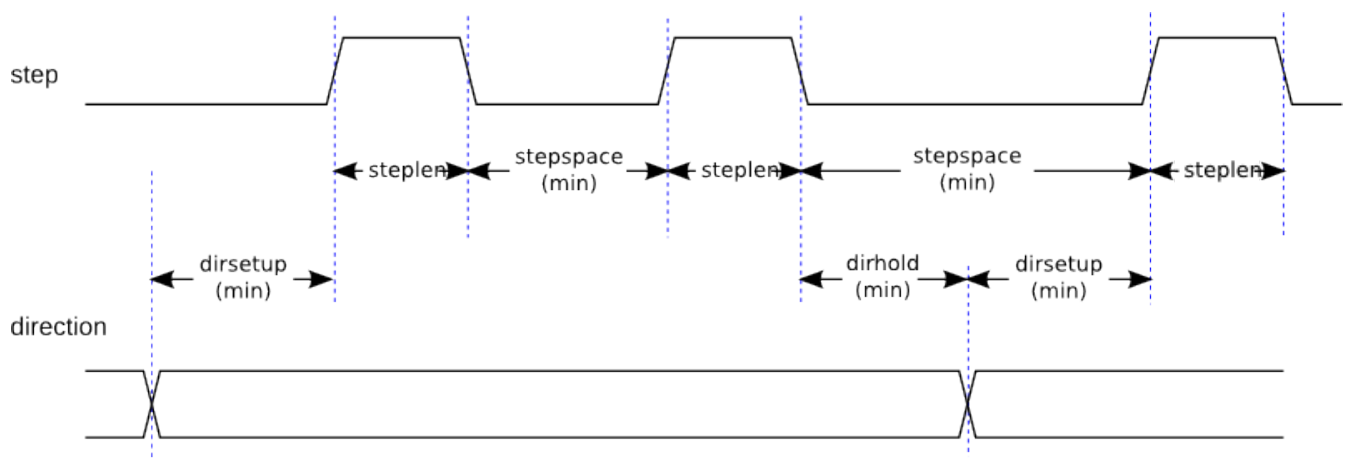 step
steplen
stepspace
(min)
steplen
stepspace
(min)
steplen
dirsetup
(min)
dirhold
(min)
dirsetup
(min)
direction